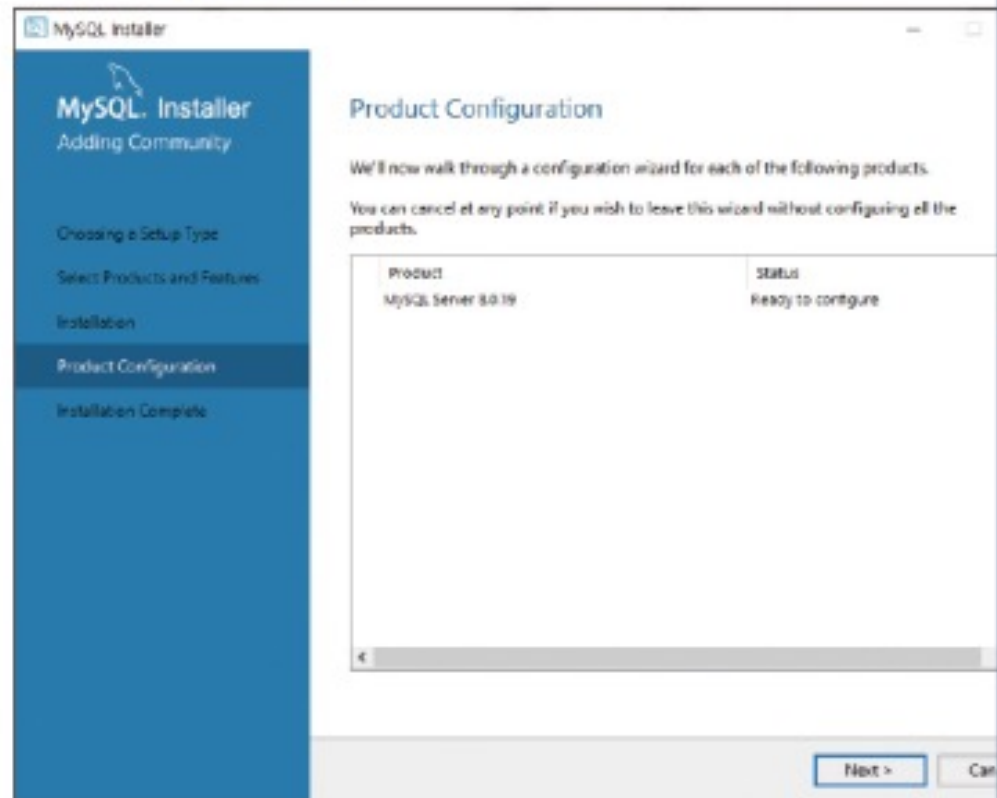 MySQL Installer
MySQL. Installer
Adding Community
Choosing a Setup Type
Select Products and Features
Installation
Product Configuration
Installation Complete
Product Configuration
We'll now walk through a configuration wizard for each of the following products.
You can cancel at any point if you wish to leave this wizard without configuring all the
products.
Product Status
MySQL Server 8.0.19 Ready to configure
Next > Can